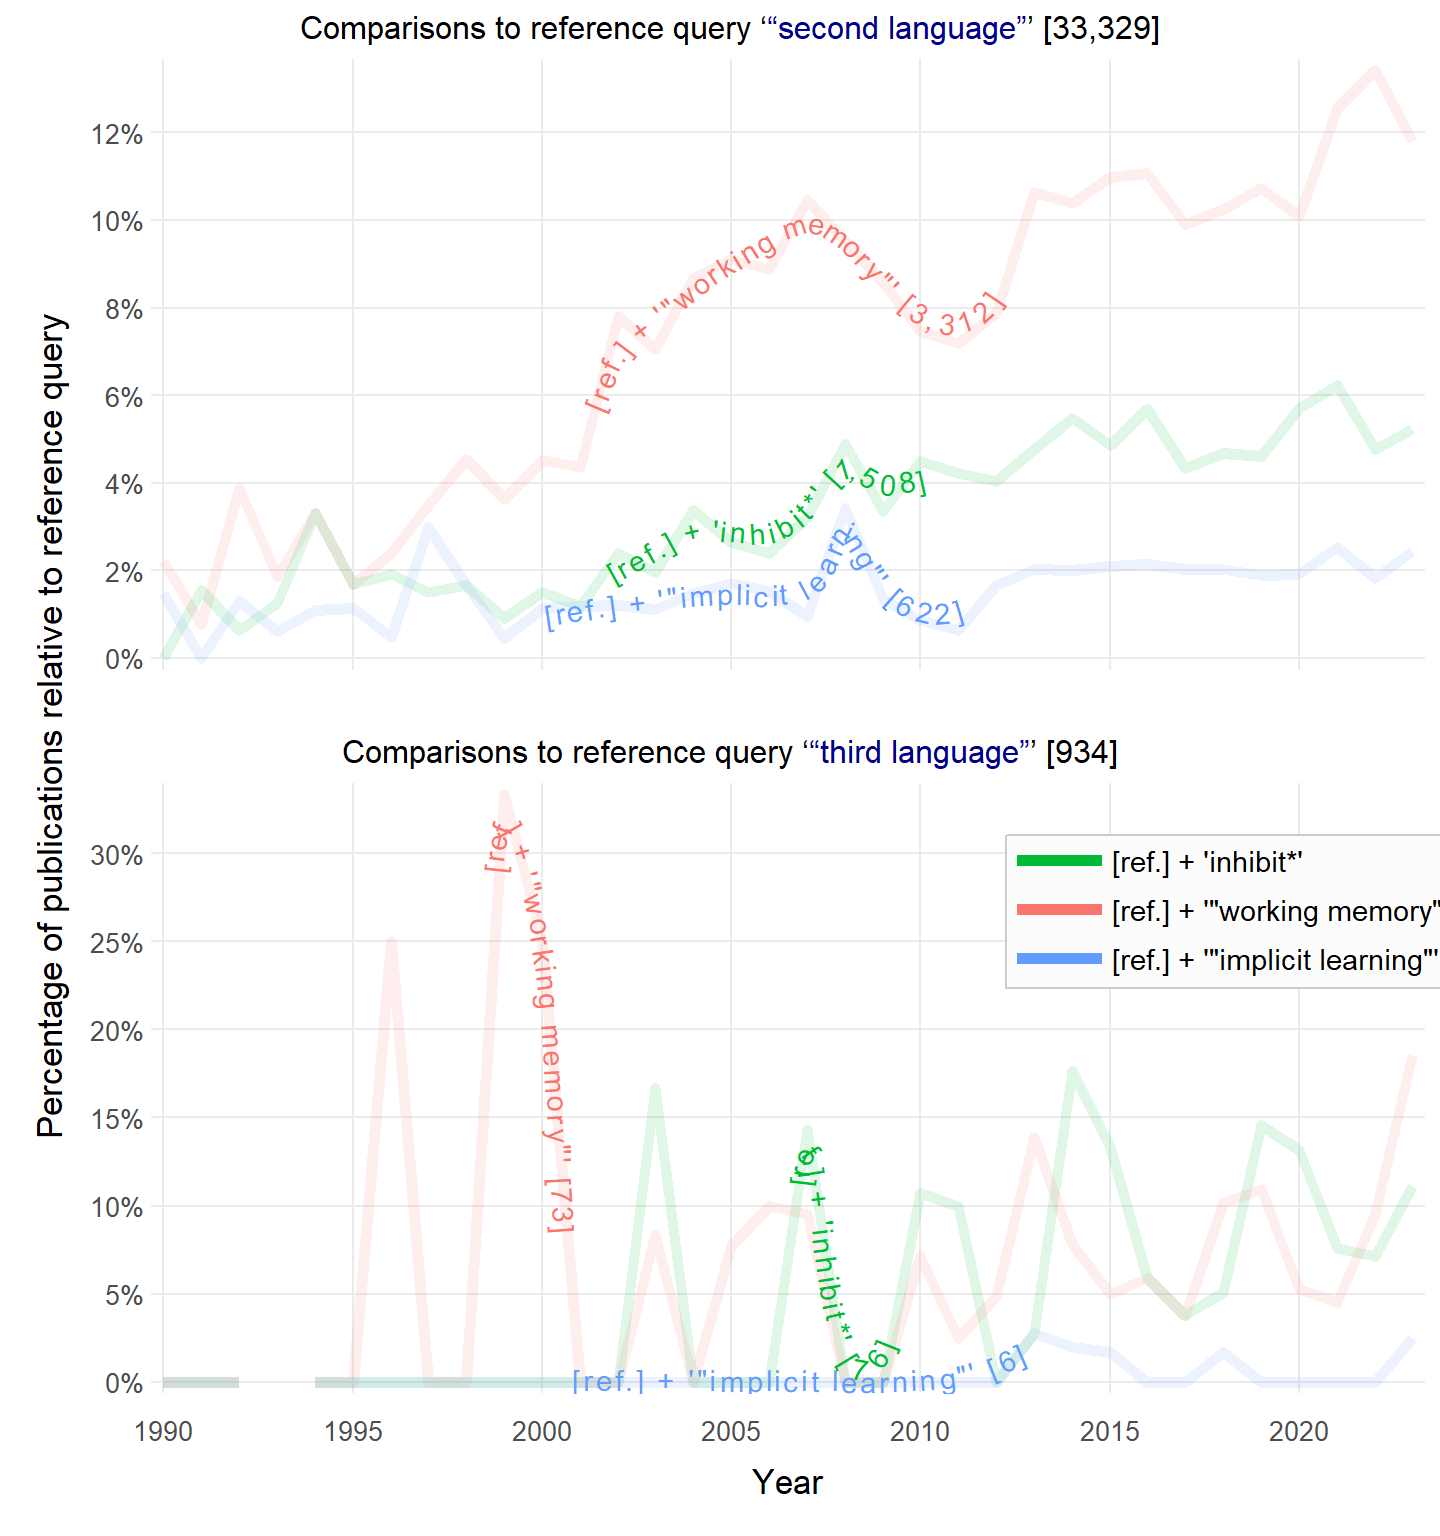 Comparisons to reference query ‘“second language”’ [33,329]
12%
10%
8%
6%
4%
2%
0%
[ref.] + '"working memory"' [3,312]
[ref.] + 'inhibit*' [1,508]
[ref.] + '"implicit learning"' [622]
Percentage of publications relative to reference query
Comparisons to reference query ‘“third language”’ [934]
30%
25%
20%
15%
10%
5%
0%
[ref.] + '"working memory"' [73]
[ref.] + 'inhibit*' [76]
[ref.] + '"implicit learning"' [6]
[ref.] + 'inhibit*'
[ref.] + '"working memory"
[ref.] + '"implicit learning"'
1990 1995 2000 2005 2010 2015 2020
Year